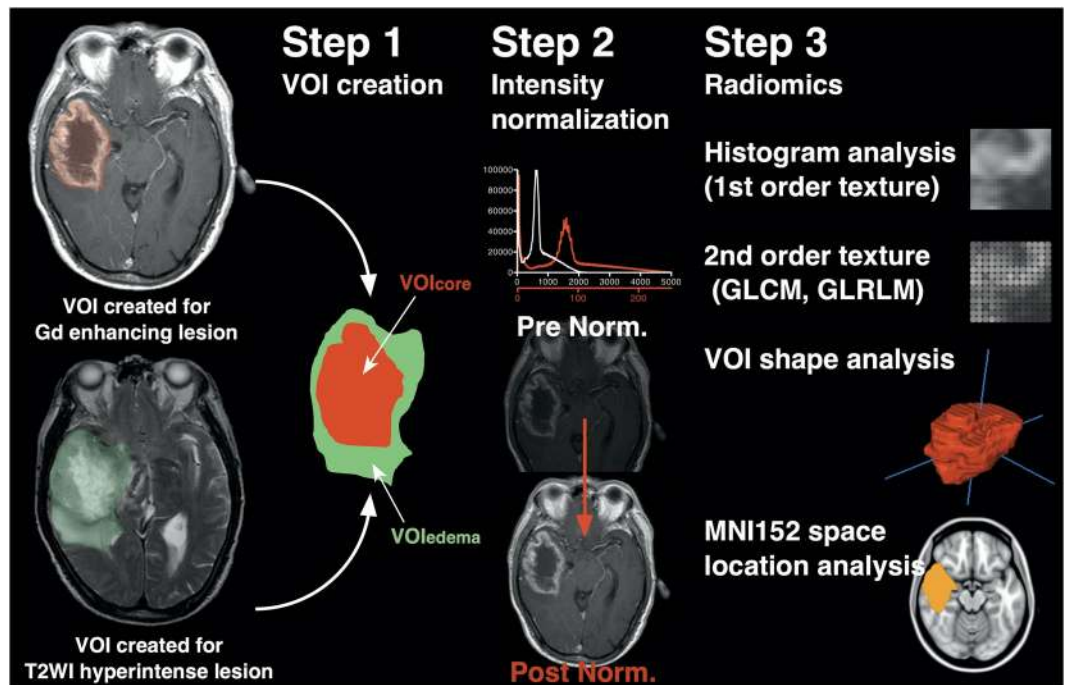 Step 1
VOI creation
VOI created for
Gd enhancing lesion
VOI created for
T2WI hyperintense lesion
VOIcore
VOIedema
Step 2
Intensity
normalization
100000
80000
60000
40000
20000
0
0 1000 2000 3000 4000 5000
0 100 200
Pre Norm.
Post Norm.
Step 3
Radiomics
Histogram analysis
(1st order texture)
2nd order texture
(GLCM, GLRLM)
VOI shape analysis
MNI152 space
location analysis